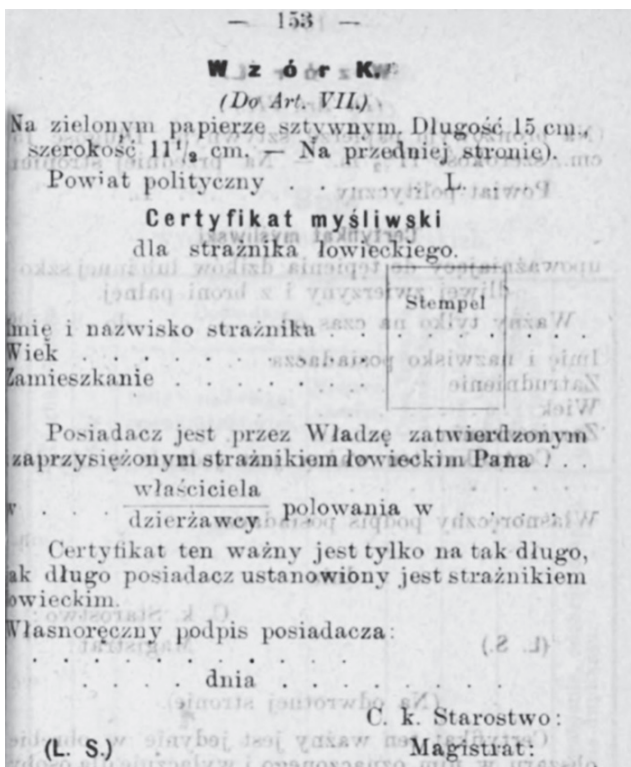 — 153 —
Wzór K.
(Do Art. VII.)
Na zielonym papierze sztywnym. Długość 15 cm.,
szerokość 11 1/2 cm. — Na przedniej stronie).
Powiat polityczny . . . . . . L.
Certyfikat myśliwski
dla strażnika łowieckiego.
Stempel
Imię i nazwisko strażnika . . . . . . . . .
Wiek . . . . . . .
Zamieszkanie . . . . . .
Posiadacz jest przez Władzę zatwierdzonym
zaprzysiężonym strażnikiem łowieckim Pana . . .
właściciela
w . . . polowania w . . .
dzierżawcy
Certyfikat ten ważny jest tylko na tak długo,
ak długo posiadacz ustanowiony jest strażnikiem
owieckim.
Własnoręczny podpis posiadacza:
. . . . . . . . . . .
. . . . dnia . . . . . . . .
C. k. Starostwo:
(L. S.) Magistrat: